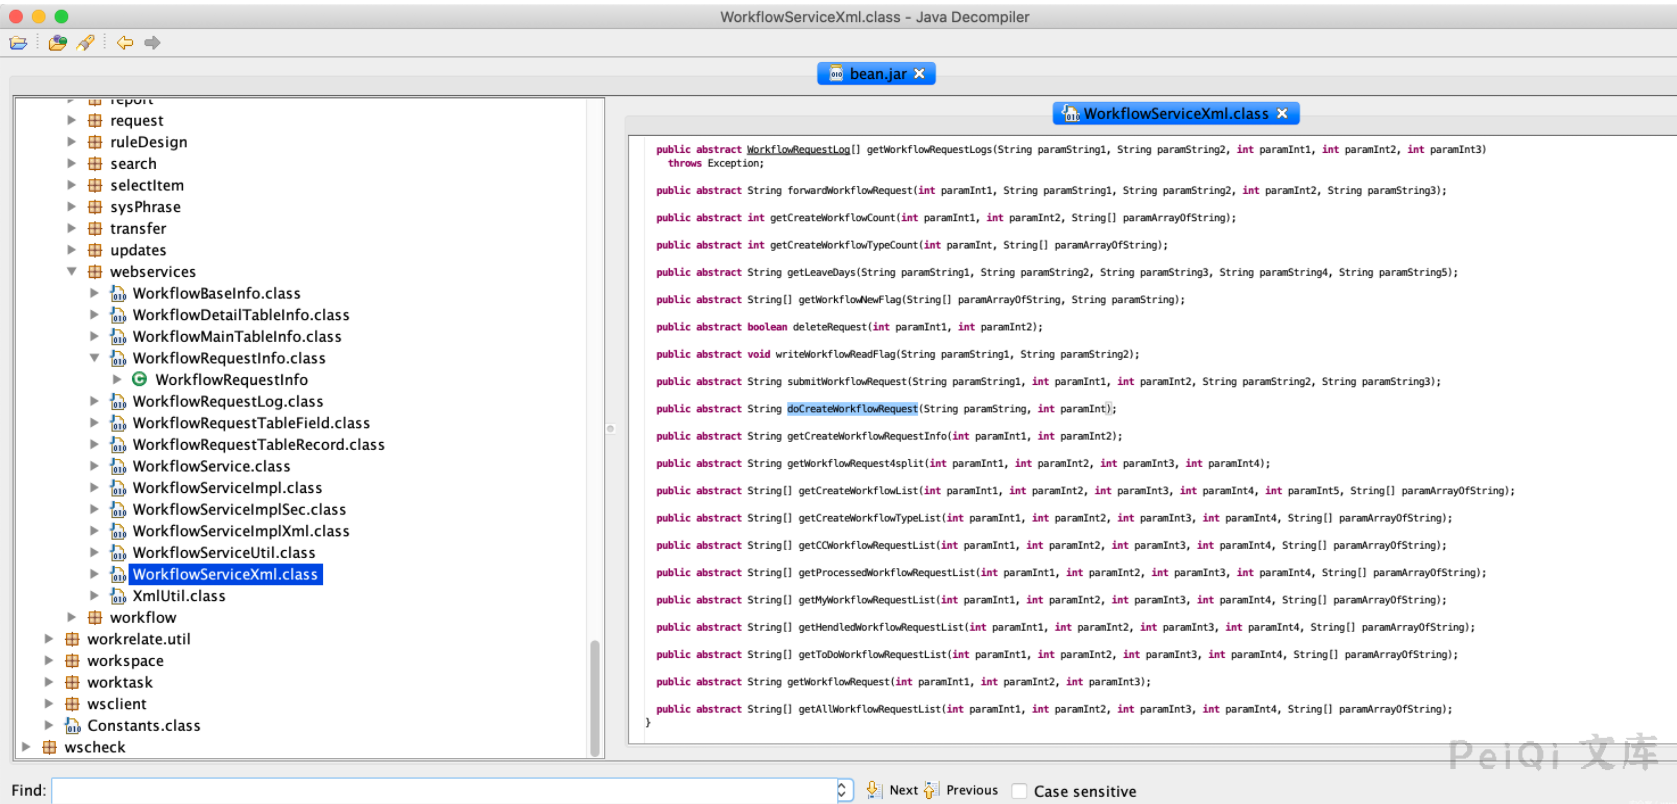 WorkflowServiceXml.class - Java Decompiler
bean.jar
report
request
ruleDesign
search
selectItem
sysPhrase
transfer
updates
webservices
WorkflowBaseInfo.class
WorkflowDetailTableInfo.class
WorkflowMainTableInfo.class
WorkflowRequestInfo.class
WorkflowRequestInfo
WorkflowRequestLog.class
WorkflowRequestTableField.class
WorkflowRequestTableRecord.class
WorkflowService.class
WorkflowServiceImpl.class
WorkflowServiceImplSec.class
WorkflowServiceImplXml.class
WorkflowServiceUtil.class
WorkflowServiceXml.class
XmlUtil.class
workflow
workrelate.util
workspace
worktask
wsclient
Constants.class
wscheck
WorkflowServiceXml.class
public abstract WorkflowRequestLog[] getWorkflowRequestLogs(String paramString1, String paramString2, int paramInt1, int paramInt2, int paramInt3)
throws Exception;
public abstract String forwardWorkflowRequest(int paramInt1, String paramString1, String paramString2, int paramInt2, String paramString3);
public abstract int getCreateWorkflowCount(int paramInt1, int paramInt2, String[] paramArrayOfString);
public abstract int getCreateWorkflowTypeCount(int paramInt, String[] paramArrayOfString);
public abstract String getLeaveDays(String paramString1, String paramString2, String paramString3, String paramString4, String paramString5);
public abstract String[] getWorkflowNewFlag(String[] paramArrayOfString, String paramString);
public abstract boolean deleteRequest(int paramInt1, int paramInt2);
public abstract void writeWorkflowReadFlag(String paramString1, String paramString2);
public abstract String submitWorkflowRequest(String paramString1, int paramInt1, int paramInt2, String paramString2, String paramString3);
public abstract String doCreateWorkflowRequest(String paramString, int paramInt);
public abstract String getCreateWorkflowRequestInfo(int paramInt1, int paramInt2);
public abstract String getWorkflowRequest4split(int paramInt1, int paramInt2, int paramInt3, int paramInt4);
public abstract String[] getCreateWorkflowList(int paramInt1, int paramInt2, int paramInt3, int paramInt4, int paramInt5, String[] paramArrayOfString);
public abstract String[] getCreateWorkflowTypeList(int paramInt1, int paramInt2, int paramInt3, int paramInt4, String[] paramArrayOfString);
public abstract String[] getCCWorkflowRequestList(int paramInt1, int paramInt2, int paramInt3, int paramInt4, String[] paramArrayOfString);
public abstract String[] getProcessedWorkflowRequestList(int paramInt1, int paramInt2, int paramInt3, int paramInt4, String[] paramArrayOfString);
public abstract String[] getMyWorkflowRequestList(int paramInt1, int paramInt2, int paramInt3, int paramInt4, String[] paramArrayOfString);
public abstract String[] getHendledWorkflowRequestList(int paramInt1, int paramInt2, int paramInt3, int paramInt4, String[] paramArrayOfString);
public abstract String[] getToDoWorkflowRequestList(int paramInt1, int paramInt2, int paramInt3, int paramInt4, String[] paramArrayOfString);
public abstract String getWorkflowRequest(int paramInt1, int paramInt2, int paramInt3);
public abstract String[] getAllWorkflowRequestList(int paramInt1, int paramInt2, int paramInt3, int paramInt4, String[] paramArrayOfString);
}
PeiQi 文库
Find: Next Previous Case sensitive